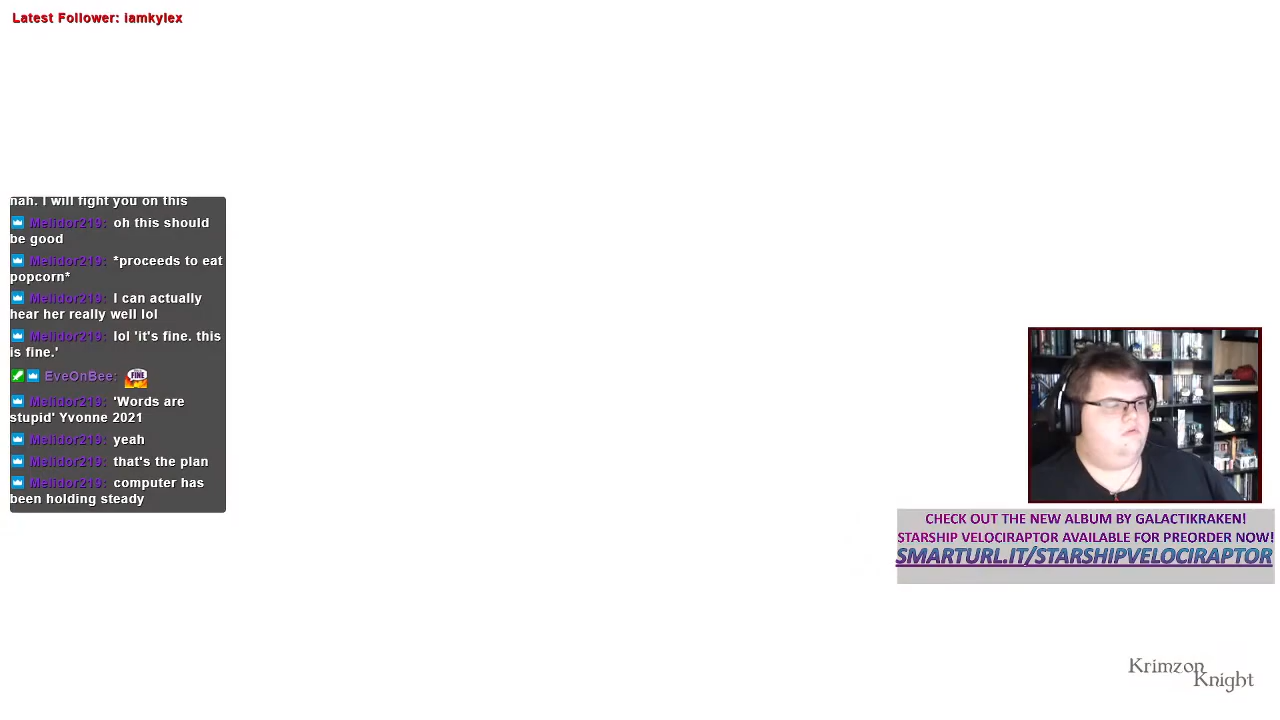 Latest Follower: iamkylex
nah. I will fight you on this
Melidor219: oh this should
be good
Melidor219: *proceeds to eat
popcorn*
Melidor219: I can actually
hear her really well lol
Melidor219: lol 'it's fine. this
is fine.'
EveOnBee: FINE
Melidor219: 'Words are
stupid' Yvonne 2021
Melidor219: yeah
Melidor219: that's the plan
Melidor219: computer has
been holding steady
CHECK OUT THE NEW ALBUM BY GALACTIKRAKEN!
STARSHIP VELOCIRAPTOR AVAILABLE FOR PREORDER NOW!
SMARTURL.IT/STARSHIPVELOCIRAPTOR
Krimzon
Knight